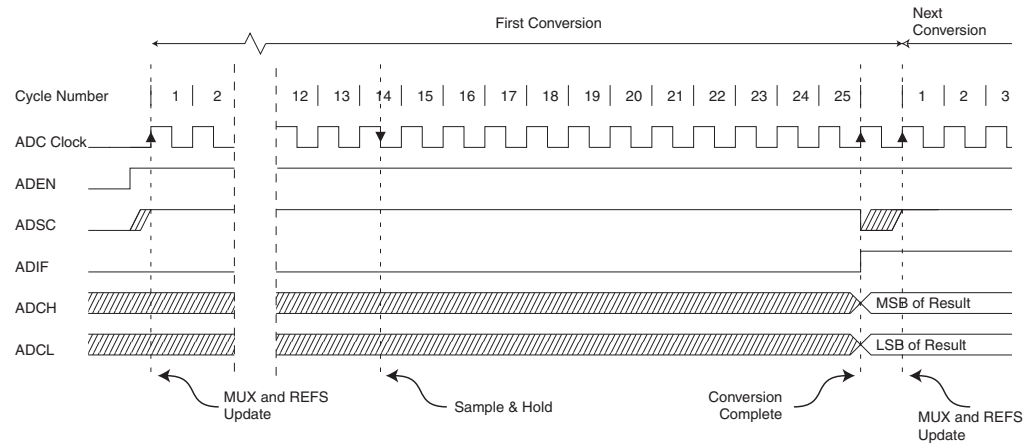 First Conversion
Next
Conversion
Cycle Number 1 2 12 13 14 15 16 17 18 19 20 21 22 23 24 25 1 2 3
ADC Clock
ADEN
ADSC
ADIF
ADCH MSB of Result
ADCL LSB of Result
MUX and REFS
Update
Sample & Hold
Conversion
Complete
MUX and REFS
Update